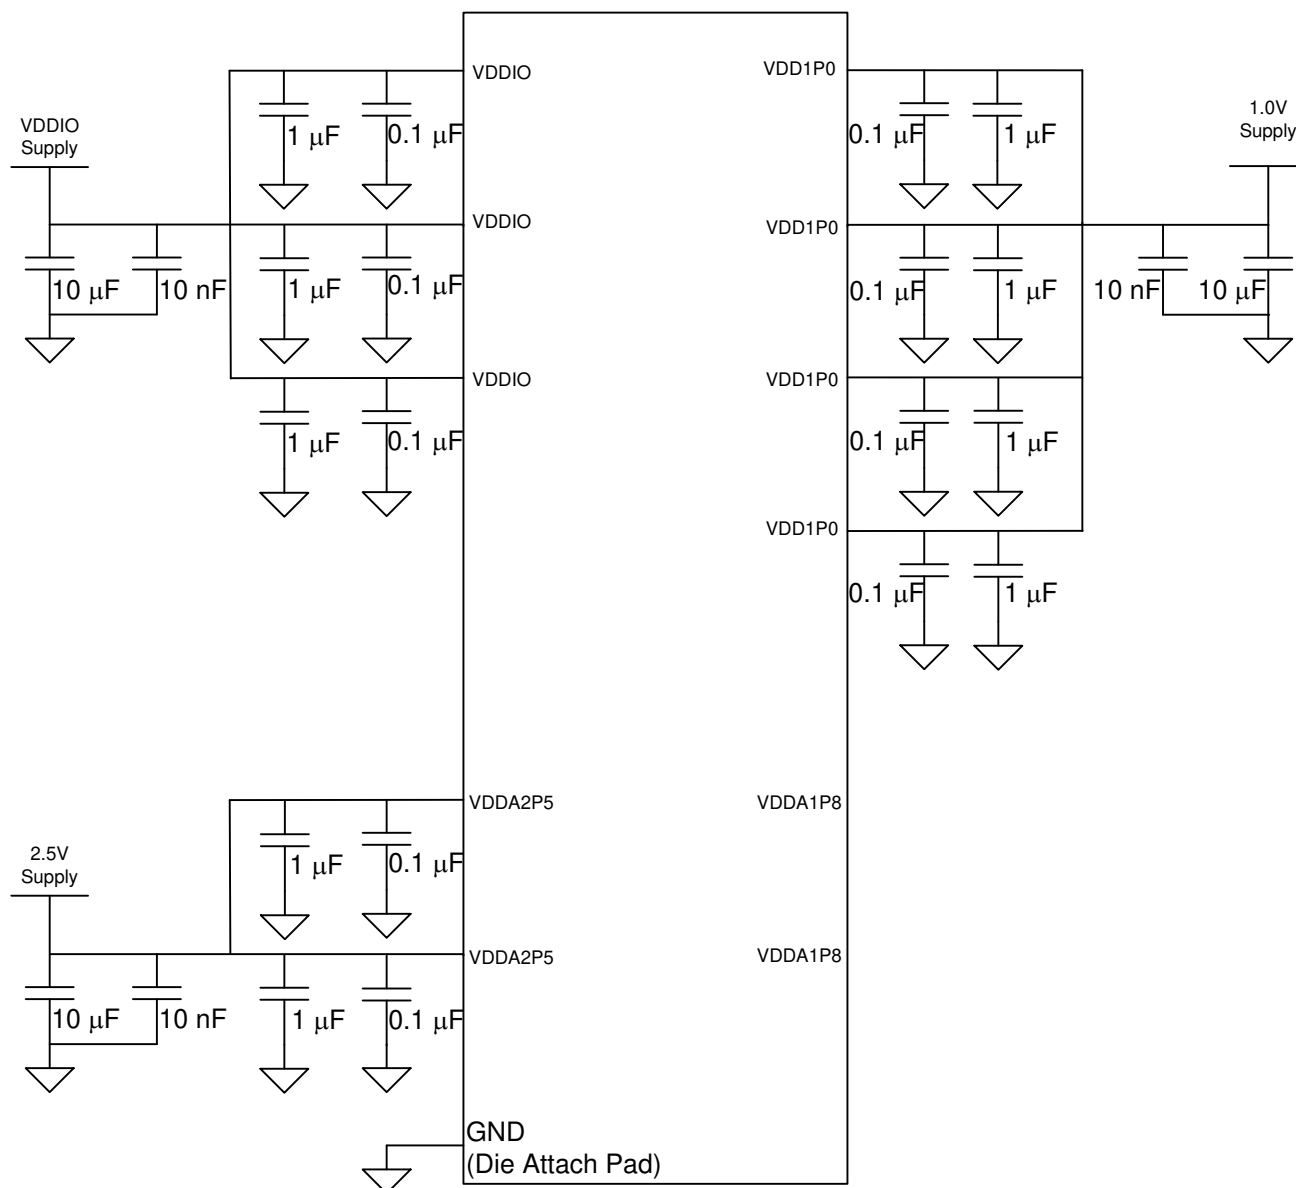 VDDIO
VDD1P0
VDDIO
Supply
1 μF
0.1 μF
0.1 μF
1 μF
1.0V
Supply
VDDIO
VDD1P0
10 μF
10 nF
1 μF
0.1 μF
0.1 μF
1 μF
10 nF
10 μF
VDDIO
VDD1P0
1 μF
0.1 μF
0.1 μF
1 μF
VDD1P0
0.1 μF
1 μF
VDDA2P5
VDDA1P8
2.5V
Supply
1 μF
0.1 μF
VDDA2P5
VDDA1P8
10 μF
10 nF
1 μF
0.1 μF
GND
(Die Attach Pad)